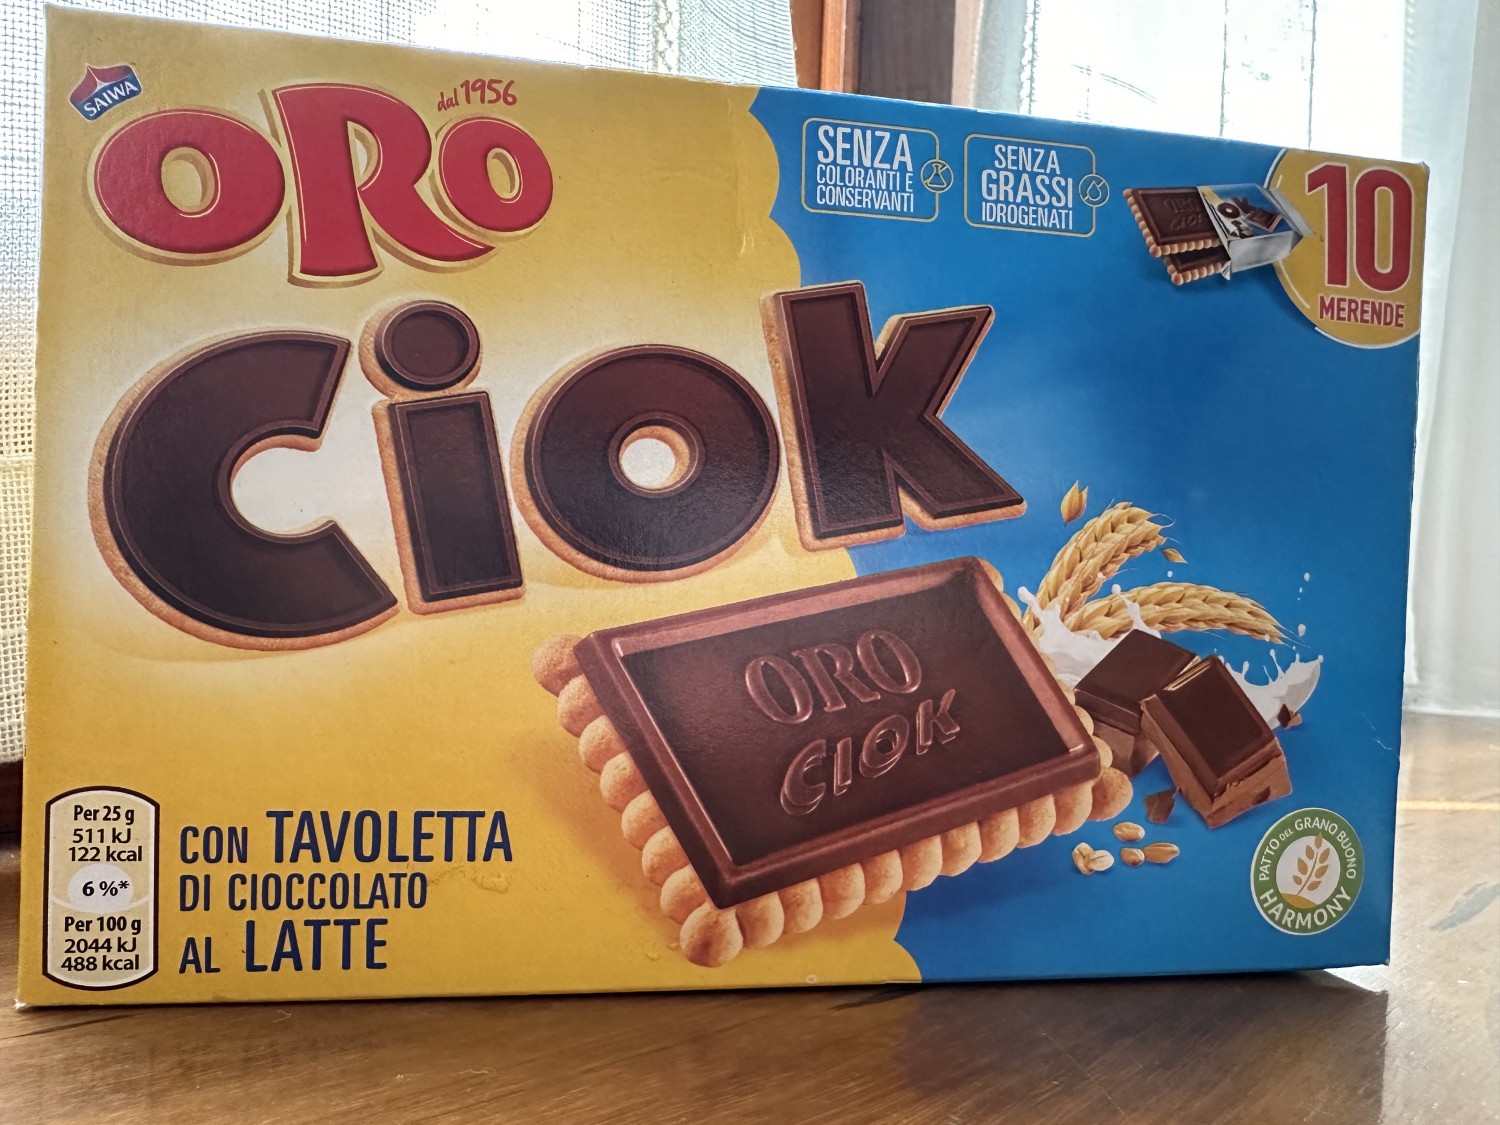 SAIWA
dal 1956
ORO
CIOK
SENZA
COLORANTI E
CONSERVANTI
SENZA
GRASSI
IDROGENATI
10
MERENDE
ORO
CIOK
ORO
CIOK
Per 25 g
511 kJ
122 kcal
6 %*
Per 100 g
2044 kJ
488 kcal
CON TAVOLETTA
DI CIOCCOLATO
AL LATTE
PATTO DEL GRANO BUONO
HARMONY